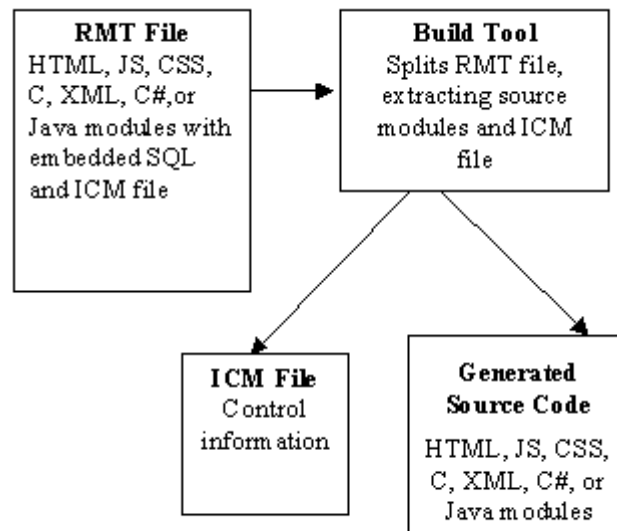 RMT File
HTML, JS, CSS,
C, XML, C#,or
Java modules with
embedded SQL
and ICM file
Build Tool
Splits RMT file,
extracting source
modules and ICM
file
ICM File
Control
information
Generated
Source Code
HTML, JS, CSS,
C, XML, C#, or
Java modules